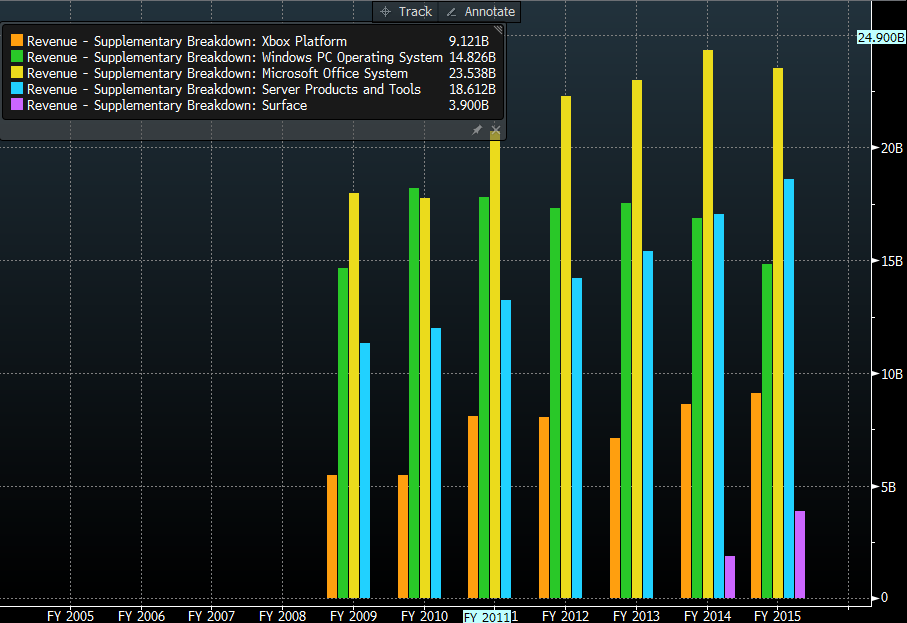 Track Annotate
Revenue - Supplementary Breakdown: Xbox Platform 9.121B
Revenue - Supplementary Breakdown: Windows PC Operating System 14.826B
Revenue - Supplementary Breakdown: Microsoft Office System 23.538B
Revenue - Supplementary Breakdown: Server Products and Tools 18.612B
Revenue - Supplementary Breakdown: Surface 3.900B
24.900B
20B
15B
10B
5B
0
FY 2005 FY 2006 FY 2007 FY 2008 FY 2009 FY 2010 FY 2011 FY 2012 FY 2013 FY 2014 FY 2015